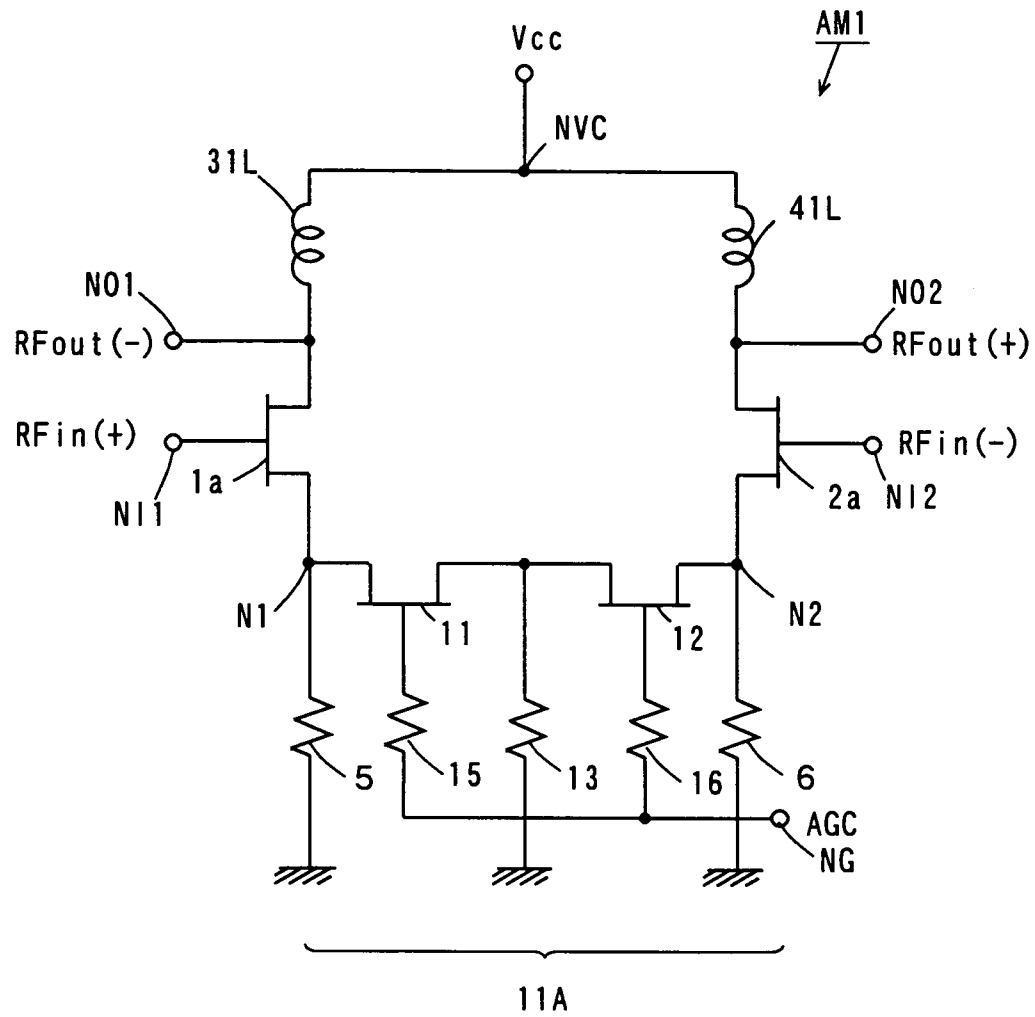 AM1
Vcc
NVC
31L
41L
NO1
NO2
RFout(-)
RFout(+)
RFin(+)
RFin(-)
1a
2a
NI1
NI2
N1
11
12
N2
5
15
13
16
6
AGC
NG
11A